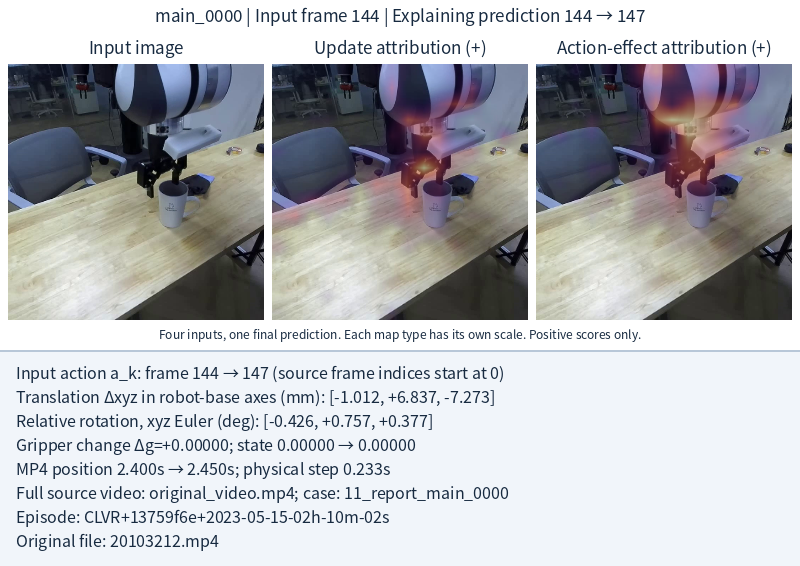 main_0000 | Input frame 144 | Explaining prediction 144 → 147
Input image
Update attribution (+)
Action-effect attribution (+)
Four inputs, one final prediction. Each map type has its own scale. Positive scores only.
Input action a_k: frame 144 → 147 (source frame indices start at 0)
Translation Δxyz in robot-base axes (mm): [-1.012, +6.837, -7.273]
Relative rotation, xyz Euler (deg): [-0.426, +0.757, +0.377]
Gripper change Δg=+0.00000; state 0.00000 → 0.00000
MP4 position 2.400s → 2.450s; physical step 0.233s
Full source video: original_video.mp4; case: 11_report_main_0000
Episode: CLVR+13759f6e+2023-05-15-02h-10m-02s
Original file: 20103212.mp4